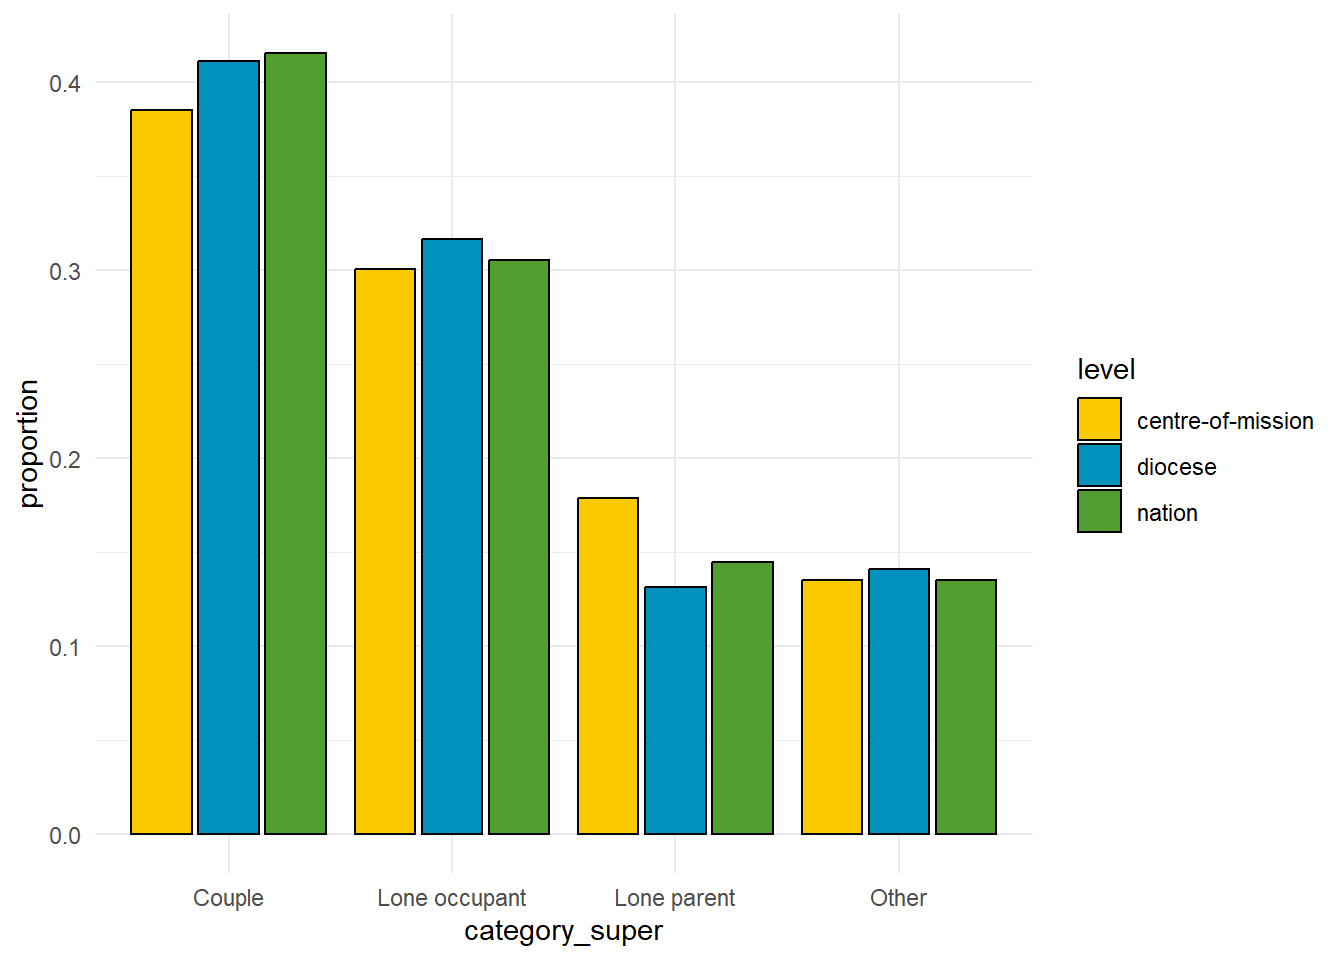 0.4
0.3
0.2
0.1
0.0
proportion
Couple
Lone occupant
Lone parent
Other
category_super
level
centre-of-mission
diocese
nation